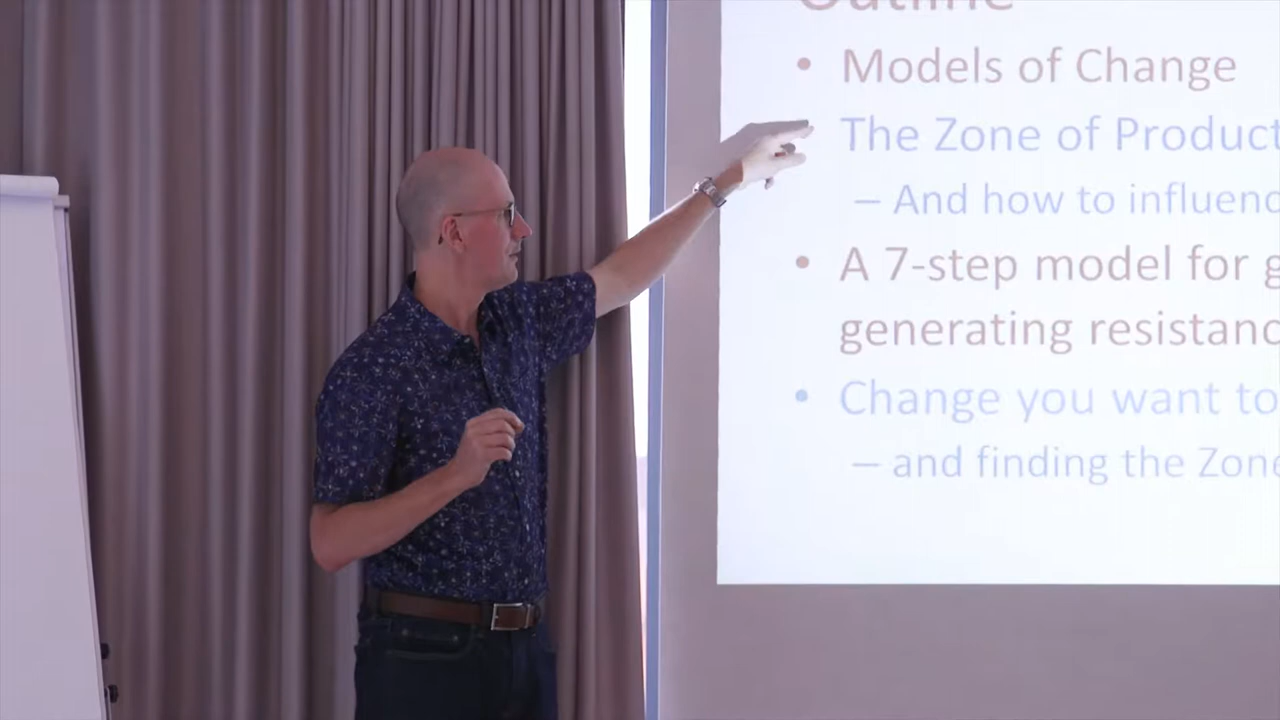 Outline
• Models of Change
The Zone of Product
– And how to influenc
• A 7-step model for g
generating resistanc
• Change you want to
– and finding the Zone